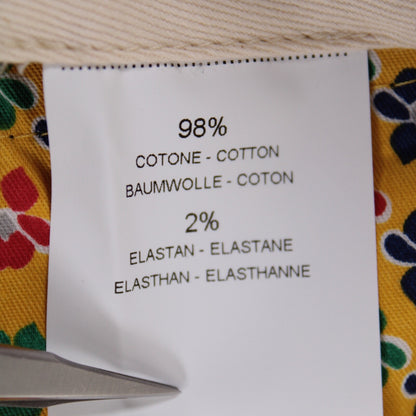 98%
COTONE - COTTON
BAUMWOLLE - COTON
2%
ELASTAN - ELASTANE
ELASTHAN - ELASTHANNE